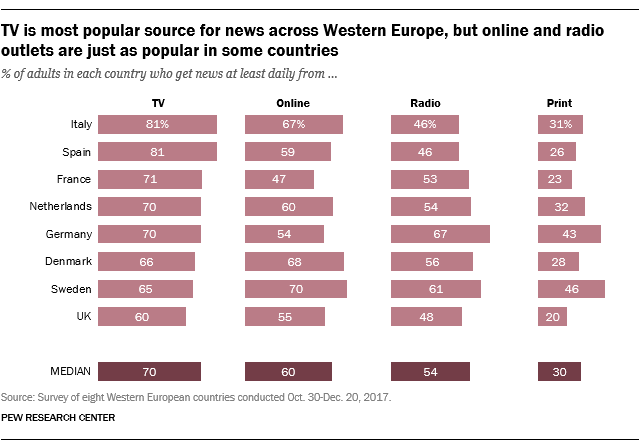 TV is most popular source for news across Western Europe, but online and radio
outlets are just as popular in some countries
% of adults in each country who get news at least daily from ...
TV Online Radio Print
Italy 81% 67% 46% 31%
Spain 81 59 46 26
France 71 47 53 23
Netherlands 70 60 54 32
Germany 70 54 67 43
Denmark 66 68 56 28
Sweden 65 70 61 46
UK 60 55 48 20
MEDIAN 70 60 54 30
Source: Survey of eight Western European countries conducted Oct. 30-Dec. 20, 2017.
PEW RESEARCH CENTER